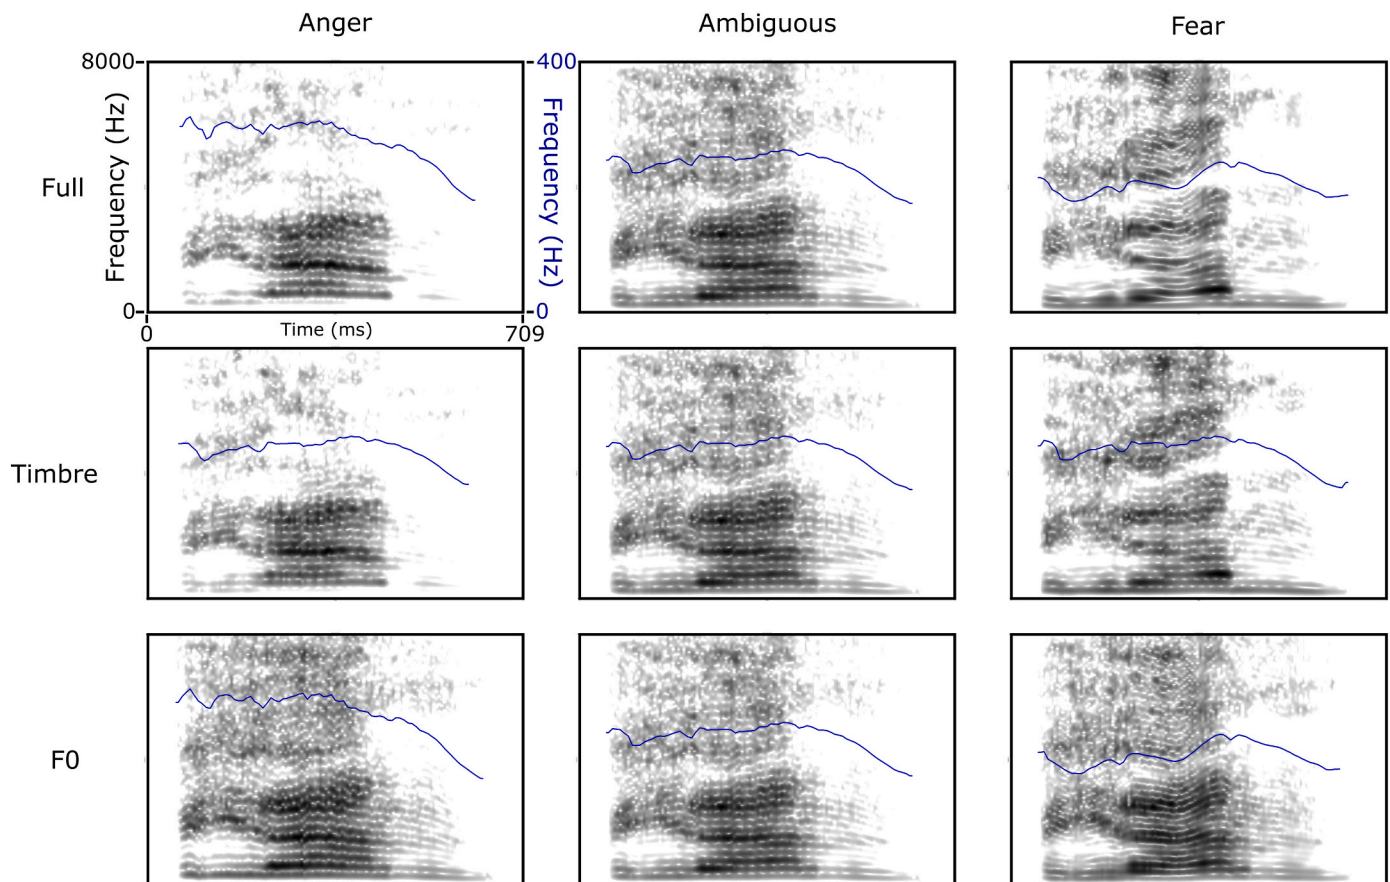 Anger
Ambiguous
Fear
8000
400
Frequency (Hz)
Frequency (Hz)
Full
0
0
0
Time (ms)
709
Timbre
F0